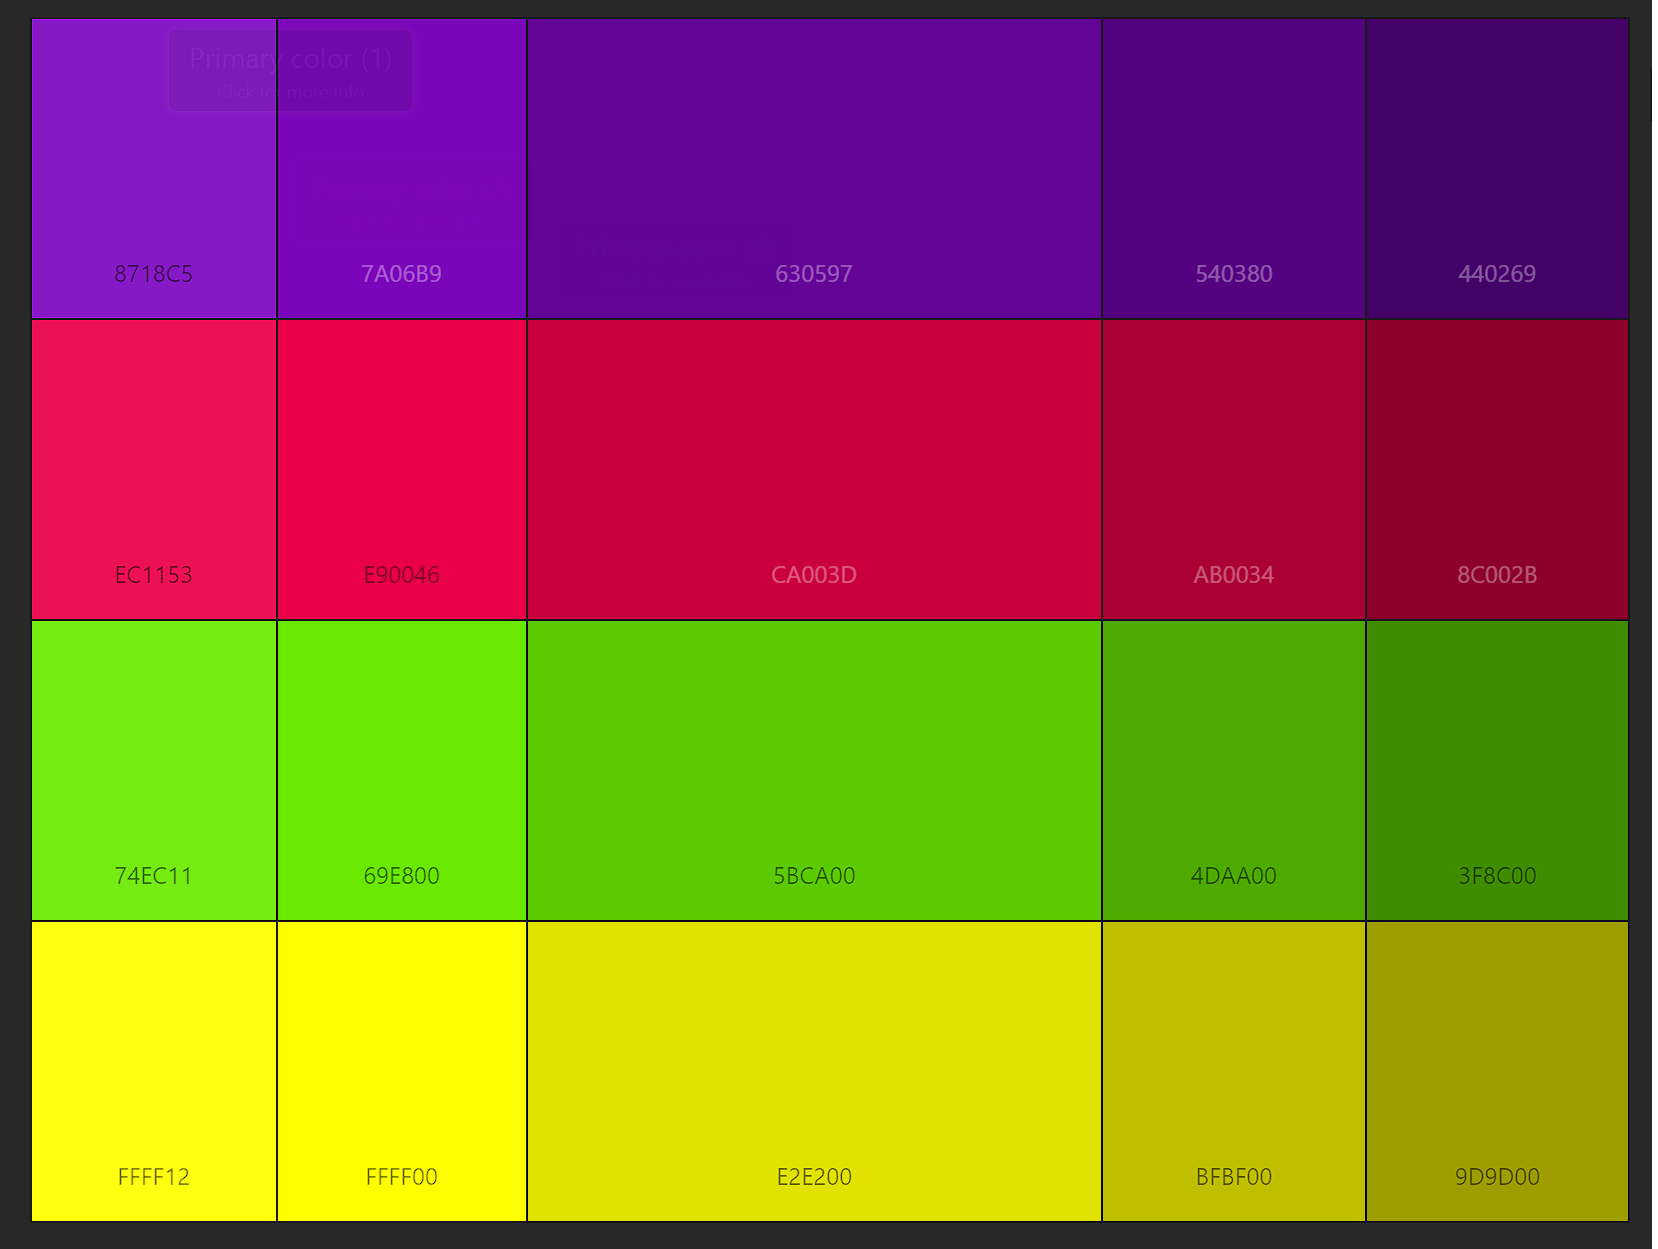 Primary color (1)
Click for more info
8718C5 7A06B9 630597 540380 440269
EC1153 E90046 CA003D AB0034 8C002B
74EC11 69E800 5BCA00 4DAA00 3F8C00
FFFF12 FFFF00 E2E200 BFBF00 9D9D00